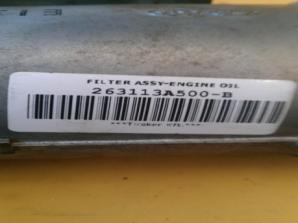 FILTER ASSY-ENGINE OIL
263113A500-B